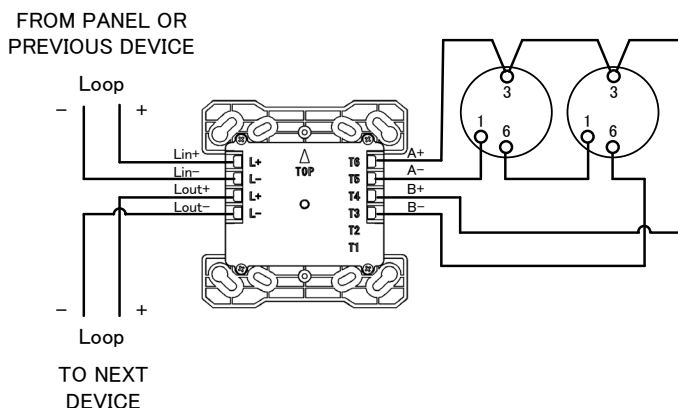 FROM PANEL OR
PREVIOUS DEVICE
Loop
– +
Lin+
Lin-
Lout+
Lout-
L+
L-
L+
L-
TOP
T6
T5
T4
T3
T2
T1
A+
A-
B+
B-
3
1 6
3
1 6
– +
Loop
TO NEXT
DEVICE